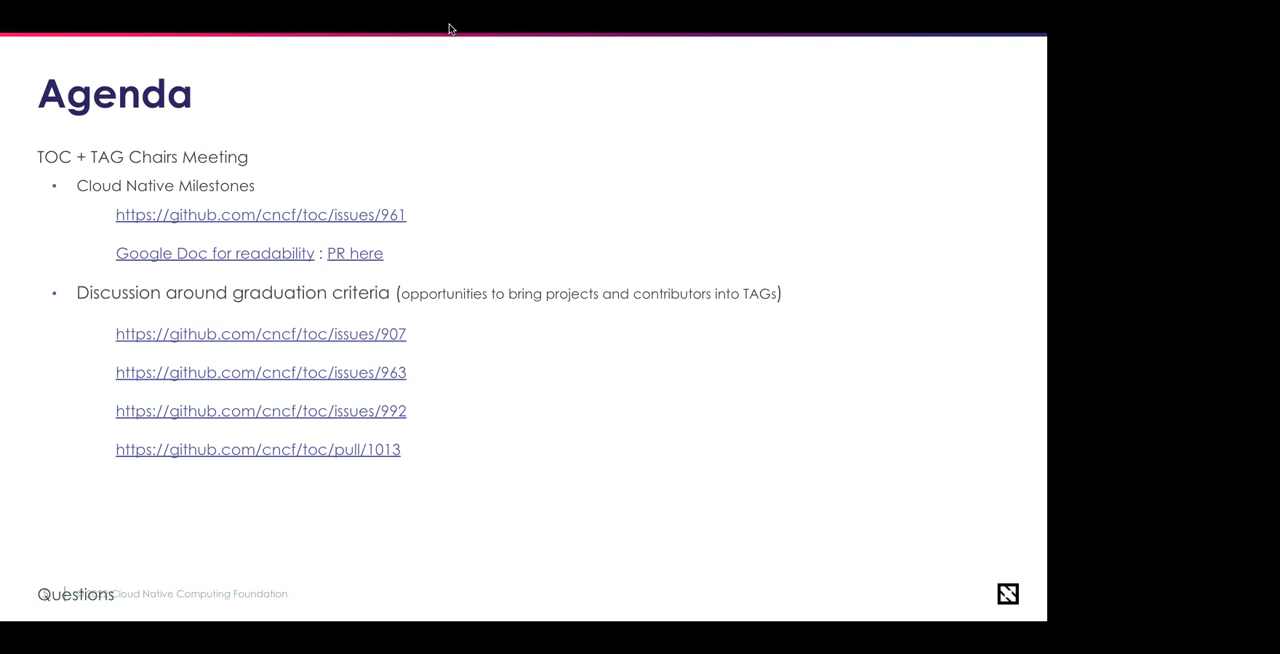 Agenda
TOC + TAG Chairs Meeting
• Cloud Native Milestones
https://github.com/cncf/toc/issues/961
Google Doc for readability : PR here
• Discussion around graduation criteria (opportunities to bring projects and contributors into TAGs)
https://github.com/cncf/toc/issues/907
https://github.com/cncf/toc/issues/963
https://github.com/cncf/toc/issues/992
https://github.com/cncf/toc/pull/1013
Questions
Cloud Native Computing Foundation